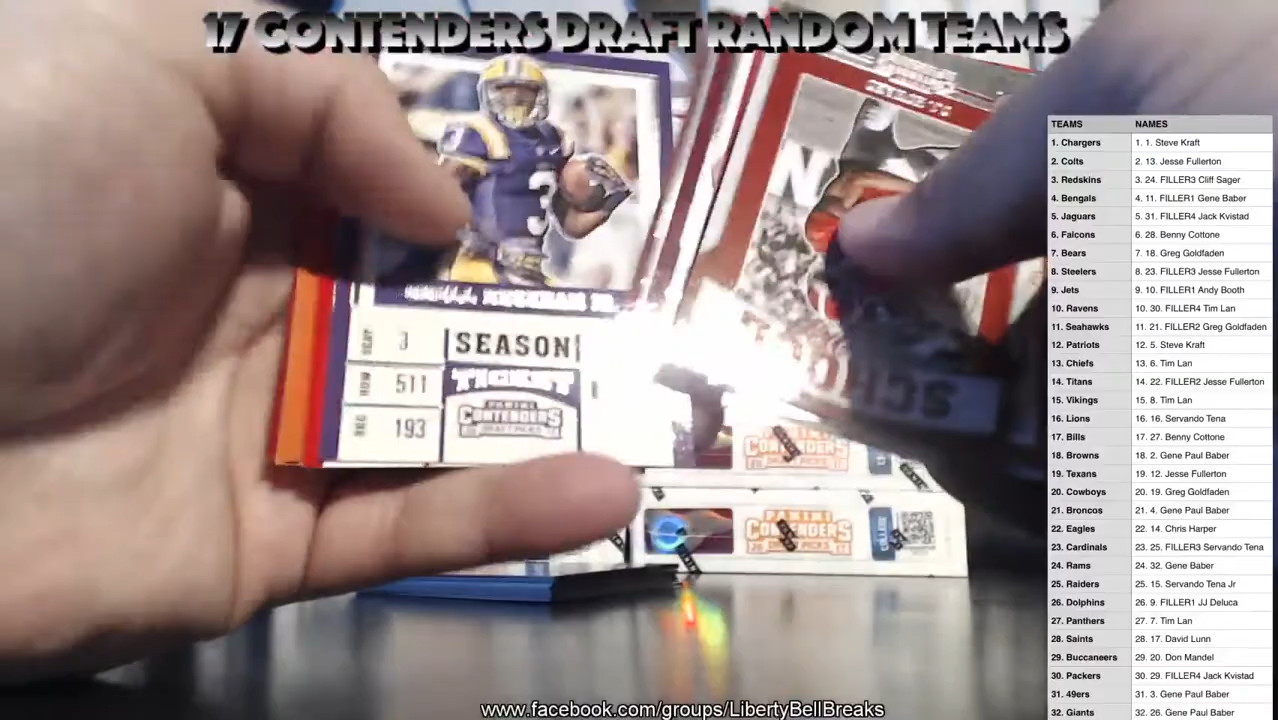 17 CONTENDERS DRAFT RANDOM TEAMS
3
3
SEASON
TICKET
511
PANINI
CONTENDERS
DRAFT PICKS
193
PANINI
CONTENDERS
DRAFT PICKS
TEAMS NAMES
1. Chargers 1. 1. Steve Kraft
2. Colts 2. 13. Jesse Fullerton
3. Redskins 3. 24. FILLER3 Cliff Sager
4. Bengals 4. 11. FILLER1 Gene Baber
5. Jaguars 5. 31. FILLER4 Jack Kvistad
6. Falcons 6. 28. Benny Cottone
7. Bears 7. 18. Greg Goldfaden
8. Steelers 8. 23. FILLER3 Jesse Fullerton
9. Jets 9. 10. FILLER1 Andy Booth
10. Ravens 10. 30. FILLER4 Tim Lan
11. Seahawks 11. 21. FILLER2 Greg Goldfaden
12. Patriots 12. 5. Steve Kraft
13. Chiefs 13. 6. Tim Lan
14. Titans 14. 22. FILLER2 Jesse Fullerton
15. Vikings 15. 8. Tim Lan
16. Lions 16. 16. Servando Tena
17. Bills 17. 27. Benny Cottone
18. Browns 18. 2. Gene Paul Baber
19. Texans 19. 12. Jesse Fullerton
20. Cowboys 20. 19. Greg Goldfaden
21. Broncos 21. 4. Gene Paul Baber
22. Eagles 22. 14. Chris Harper
23. Cardinals 23. 25. FILLER3 Servando Tena
24. Rams 24. 32. Gene Baber
25. Raiders 25. 15. Servando Tena Jr
26. Dolphins 26. 9. FILLER1 JJ Deluca
27. Panthers 27. 7. Tim Lan
28. Saints 28. 17. David Lunn
29. Buccaneers 29. 20. Don Mandel
30. Packers 30. 29. FILLER4 Jack Kvistad
31. 49ers 31. 3. Gene Paul Baber
32. Giants 32. 26. Gene Paul Baber
www.facebook.com/groups/LibertyBellBreaks